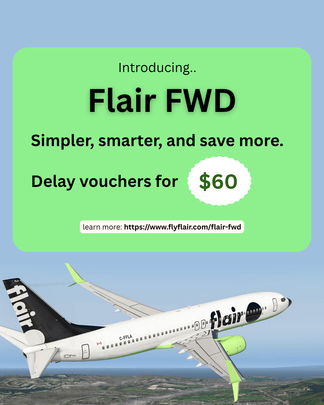 Introducing..
Flair FWD
Simpler, smarter, and save more.
Delay vouchers for $60
learn more: https://www.flyflair.com/flair-fwd
flair
flair
C-FFLA